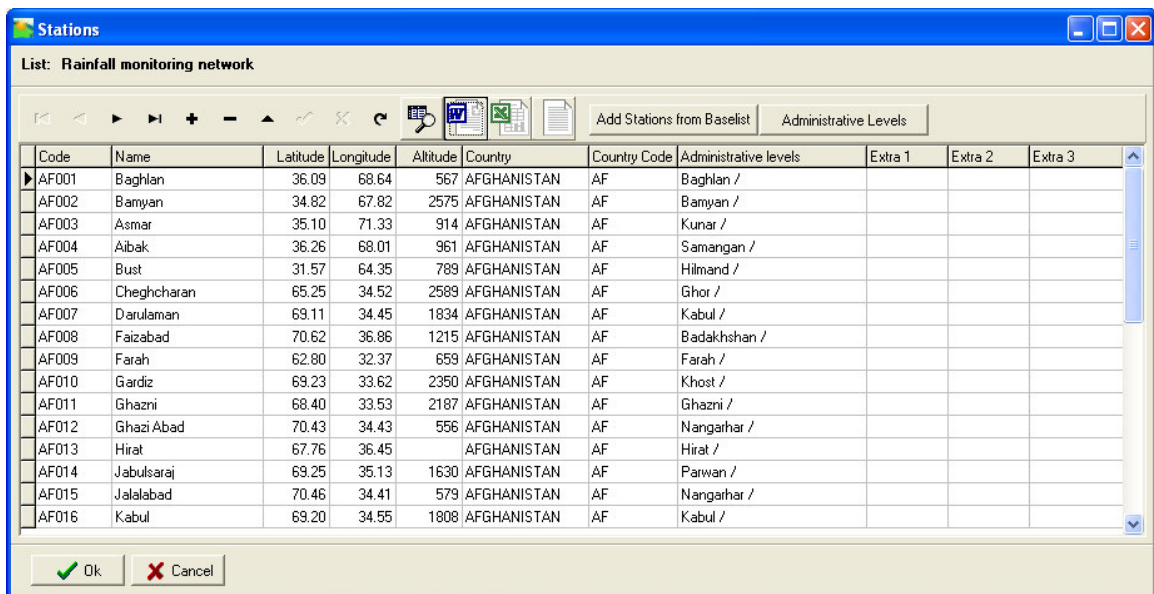 Stations
List: Rainfall monitoring network
Add Stations from Baselist Administrative Levels
Code Name Latitude Longitude Altitude Country Country Code Administrative levels Extra 1 Extra 2 Extra 3
AF001 Baghlan 36.09 68.64 567 AFGHANISTAN AF Baghlan /
AF002 Bamyan 34.82 67.82 2575 AFGHANISTAN AF Bamyan /
AF003 Asmar 35.10 71.33 914 AFGHANISTAN AF Kunar /
AF004 Aibak 36.26 68.01 961 AFGHANISTAN AF Samangan /
AF005 Bust 31.57 64.35 789 AFGHANISTAN AF Hilmand /
AF006 Cheghcharan 65.25 34.52 2589 AFGHANISTAN AF Ghor /
AF007 Darulaman 69.11 34.45 1834 AFGHANISTAN AF Kabul /
AF008 Faizabad 70.62 36.86 1215 AFGHANISTAN AF Badakhshan /
AF009 Farah 62.80 32.37 659 AFGHANISTAN AF Farah /
AF010 Gardiz 69.23 33.62 2350 AFGHANISTAN AF Khost /
AF011 Ghazni 68.40 33.53 2187 AFGHANISTAN AF Ghazni /
AF012 Ghazi Abad 70.43 34.43 556 AFGHANISTAN AF Nangarhar /
AF013 Hirat 67.76 36.45 AFGHANISTAN AF Hirat /
AF014 Jabulsaraj 69.25 35.13 1630 AFGHANISTAN AF Parwan /
AF015 Jalalabad 70.46 34.41 579 AFGHANISTAN AF Nangarhar /
AF016 Kabul 69.20 34.55 1808 AFGHANISTAN AF Kabul /
Ok Cancel